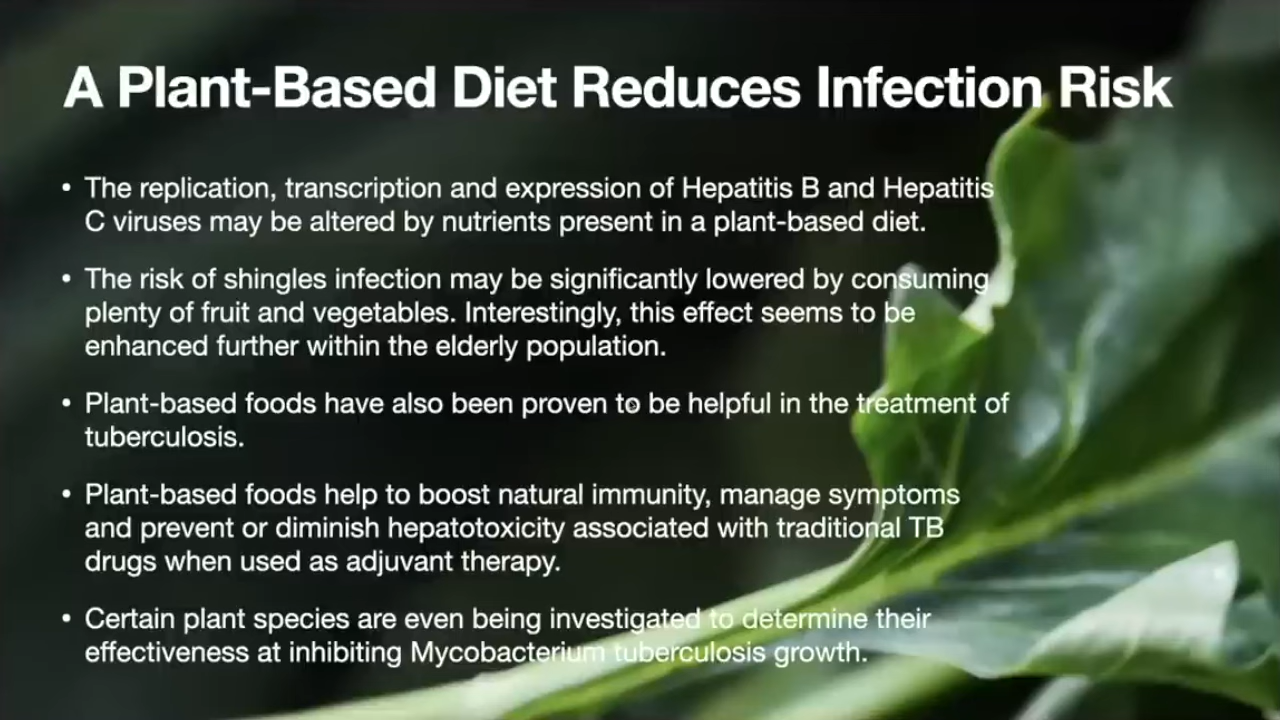 A Plant-Based Diet Reduces Infection Risk
• The replication, transcription and expression of Hepatitis B and Hepatitis
C viruses may be altered by nutrients present in a plant-based diet.
• The risk of shingles infection may be significantly lowered by consuming
plenty of fruit and vegetables. Interestingly, this effect seems to be
enhanced further within the elderly population.
• Plant-based foods have also been proven to be helpful in the treatment of
tuberculosis.
• Plant-based foods help to boost natural immunity, manage symptoms
and prevent or diminish hepatotoxicity associated with traditional TB
drugs when used as adjuvant therapy.
• Certain plant species are even being investigated to determine their
effectiveness at inhibiting Mycobacterium tuberculosis growth.